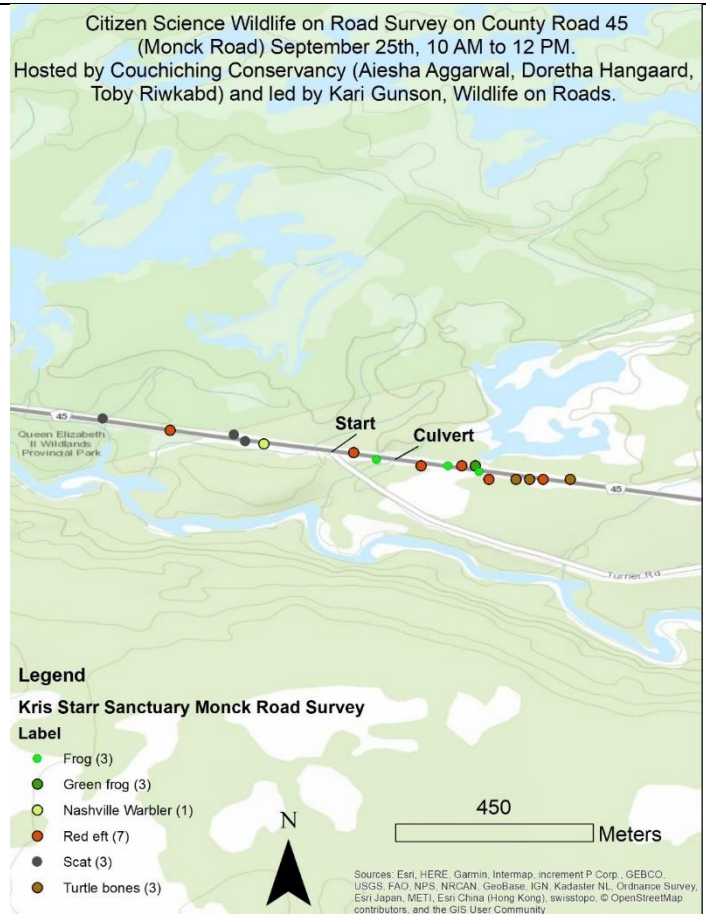 Citizen Science Wildlife on Road Survey on County Road 45
(Monck Road) September 25th, 10 AM to 12 PM.
Hosted by Couchiching Conservancy (Aiesha Aggarwal, Doretha Hangaard,
Toby Riwkabd) and led by Kari Gunson, Wildlife on Roads.
45
Start
Culvert
Queen Elizabeth
II Wildlands
Provincial Park
45
Turner Rd
Legend
Kris Starr Sanctuary Monck Road Survey
Label
Frog (3)
Green frog (3)
Nashville Warbler (1)
Red eft (7)
Scat (3)
Turtle bones (3)
N
450
Meters
Sources: Esri, HERE, Garmin, Intermap, increment P Corp., GEBCO,
USGS, FAO, NPS, NRCAN, GeoBase, IGN, Kadaster NL, Ordnance Survey,
Esri Japan, METI, Esri China (Hong Kong), swisstopo, © OpenStreetMap
contributors, and the GIS User Community